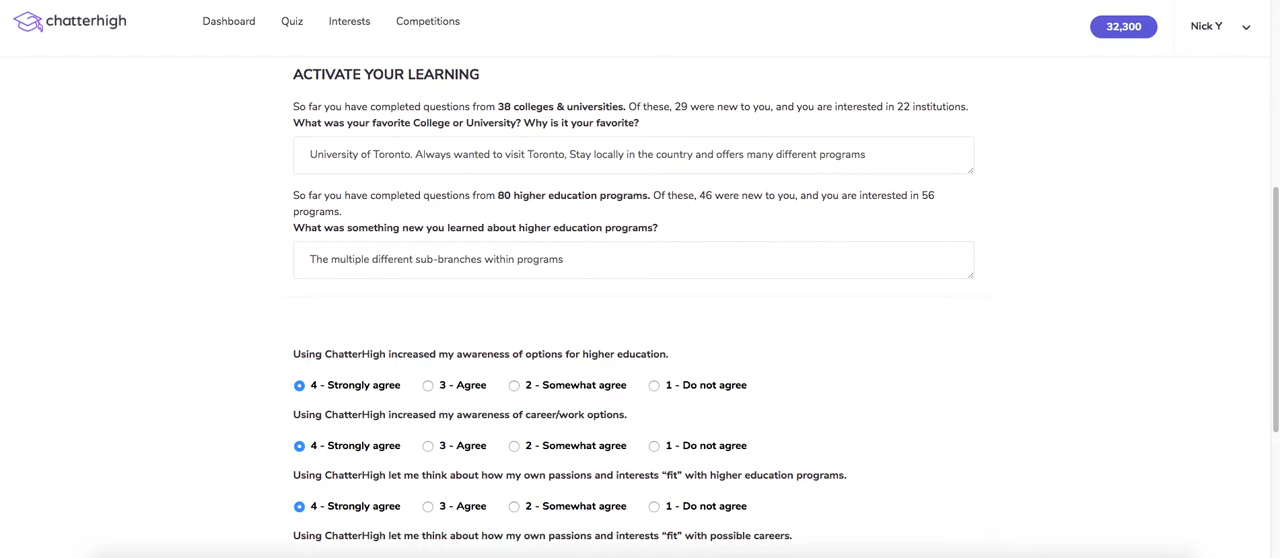 chatterhigh Dashboard Quiz Interests Competitions 32,300 Nick Y
ACTIVATE YOUR LEARNING
So far you have completed questions from 38 colleges & universities. Of these, 29 were new to you, and you are interested in 22 institutions.
What was your favorite College or University? Why is it your favorite?
University of Toronto. Always wanted to visit Toronto, Stay locally in the country and offers many different programs
So far you have completed questions from 80 higher education programs. Of these, 46 were new to you, and you are interested in 56
programs.
What was something new you learned about higher education programs?
The multiple different sub-branches within programs
Using ChatterHigh increased my awareness of options for higher education.
4 - Strongly agree 3 - Agree 2 - Somewhat agree 1 - Do not agree
Using ChatterHigh increased my awareness of career/work options.
4 - Strongly agree 3 - Agree 2 - Somewhat agree 1 - Do not agree
Using ChatterHigh let me think about how my own passions and interests “fit” with higher education programs.
4 - Strongly agree 3 - Agree 2 - Somewhat agree 1 - Do not agree
Using ChatterHigh let me think about how my own passions and interests “fit” with possible careers.